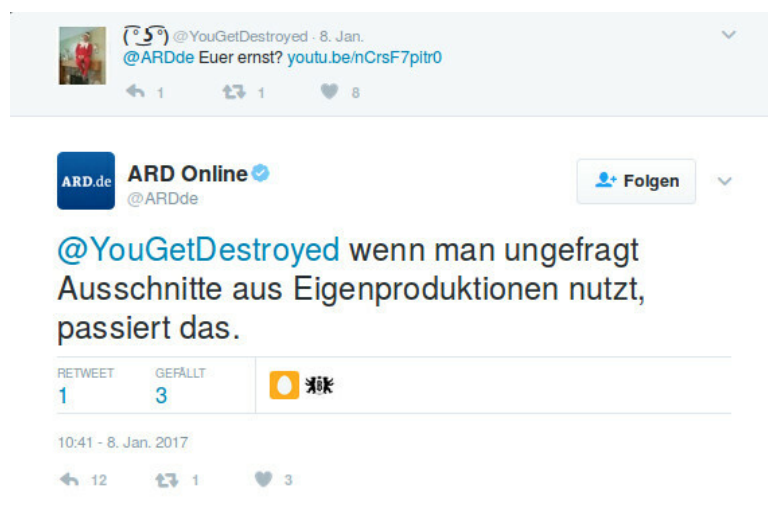 ( ͡° ͜ʖ ͡°) @YouGetDestroyed · 8. Jan.
@ARDde Euer ernst? youtu.be/nCrsF7pitr0
1 1 8
ARD.de
ARD Online
@ARDde
Folgen
@YouGetDestroyed wenn man ungefragt
Ausschnitte aus Eigenproduktionen nutzt,
passiert das.
RETWEET GEFÄLLT
1 3
10:41 - 8. Jan. 2017
12 1 3